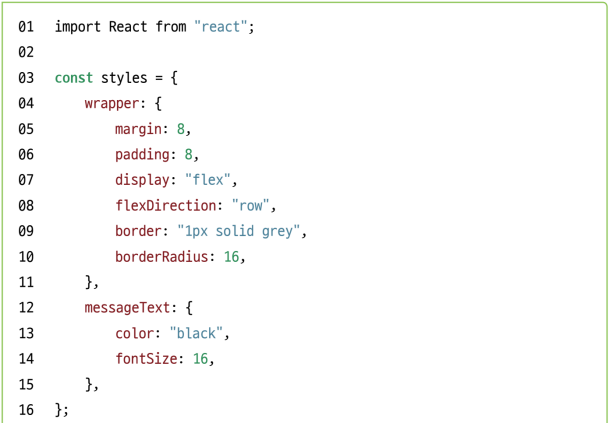 01 import React from "react";
02
03 const styles = {
04     wrapper: {
05         margin: 8,
06         padding: 8,
07         display: "flex",
08         flexDirection: "row",
09         border: "1px solid grey",
10         borderRadius: 16,
11     },
12     messageText: {
13         color: "black",
14         fontSize: 16,
15     },
16 };